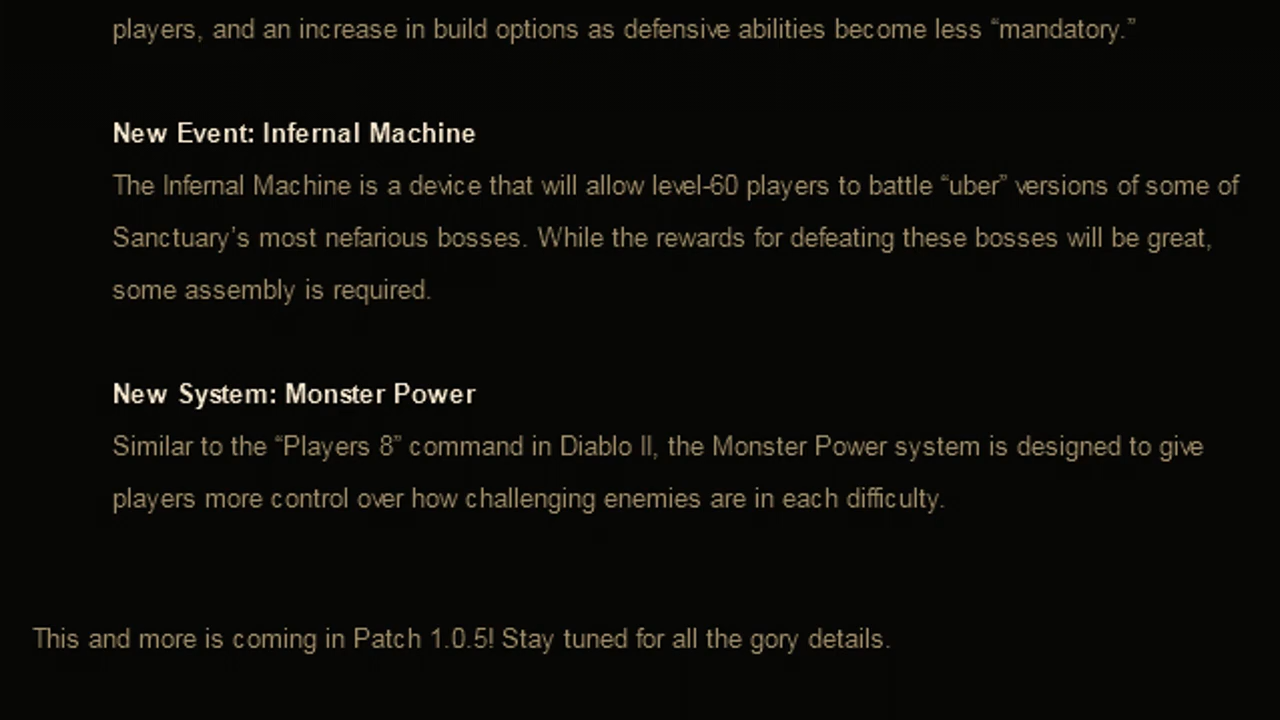 players, and an increase in build options as defensive abilities become less “mandatory.”
New Event: Infernal Machine
The Infernal Machine is a device that will allow level-60 players to battle “uber” versions of some of
Sanctuary’s most nefarious bosses. While the rewards for defeating these bosses will be great,
some assembly is required.
New System: Monster Power
Similar to the “Players 8” command in Diablo II, the Monster Power system is designed to give
players more control over how challenging enemies are in each difficulty.
This and more is coming in Patch 1.0.5! Stay tuned for all the gory details.